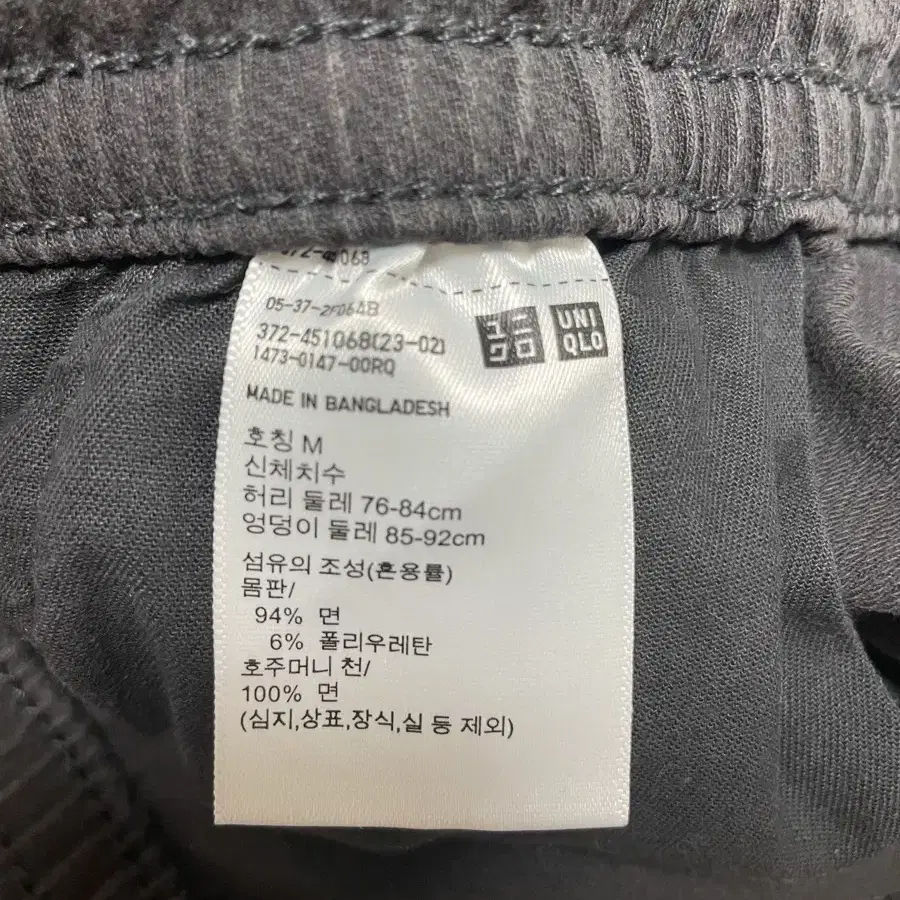 05-37-2F064B
372-451068(23-02)
1473-0147-00RQ
ユニ
クロ
UNI
QLO
MADE IN BANGLADESH
호칭 M
신체치수
허리 둘레 76-84cm
엉덩이 둘레 85-92cm
섬유의 조성(혼용률)
몸판/
94% 면
6% 폴리우레탄
호주머니 천/
100% 면
(심지,상표,장식,실 등 제외)